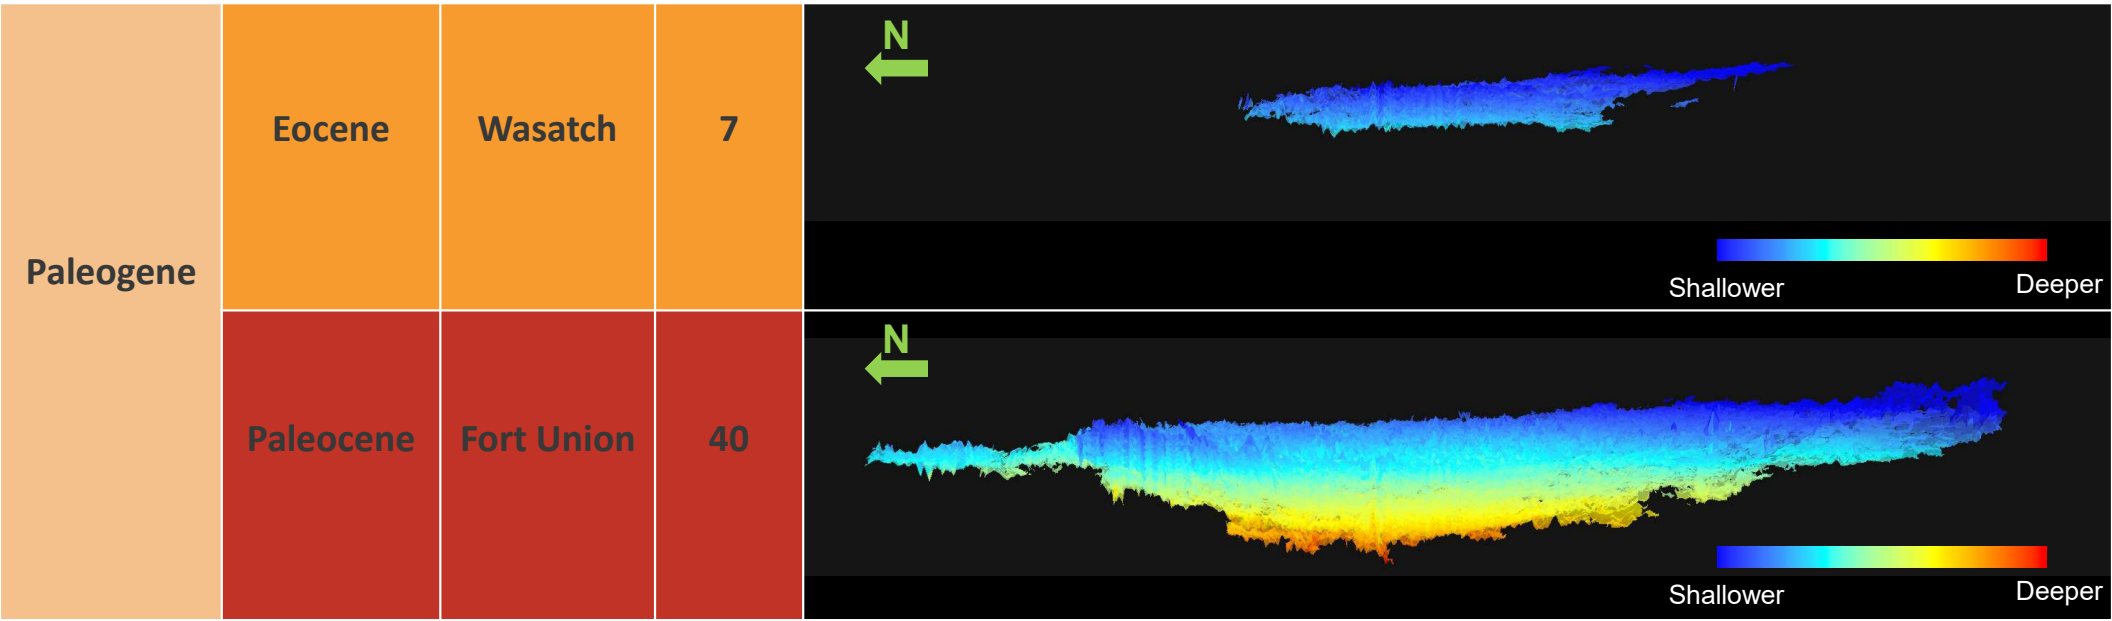 Paleogene
Eocene
Wasatch
7
N
Shallower
Deeper
Paleocene
Fort Union
40
N
Shallower
Deeper